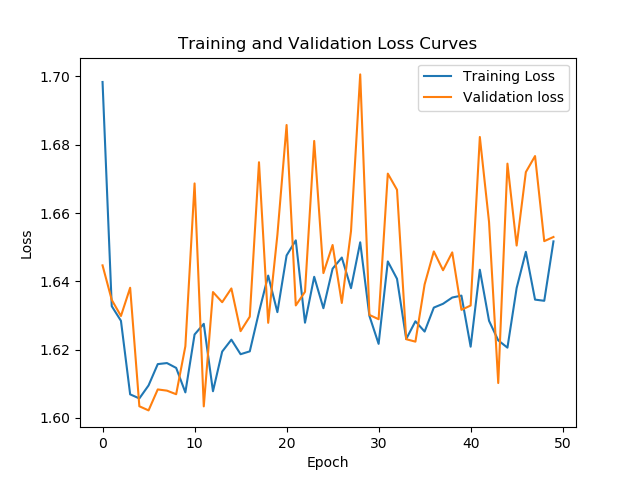 Training and Validation Loss Curves
Training Loss
Validation loss
1.70
1.68
1.66
1.64
1.62
1.60
Loss
0 10 20 30 40 50
Epoch